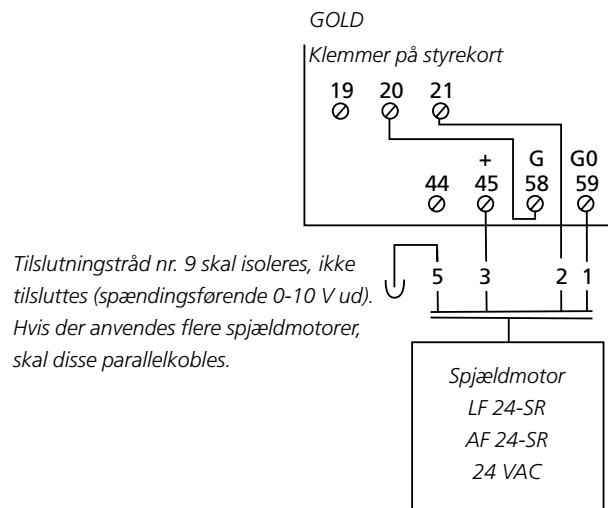 GOLD
Klemmer på styrekort
19 20 21
+ G G0
44 45 58 59
Tilslutningstråd nr. 9 skal isoleres, ikke
tilsluttes (spændingsførende 0-10 V ud).
Hvis der anvendes flere spjældmotorer,
skal disse parallelkobles.
5 3 2 1
Spjældmotor
LF 24-SR
AF 24-SR
24 VAC